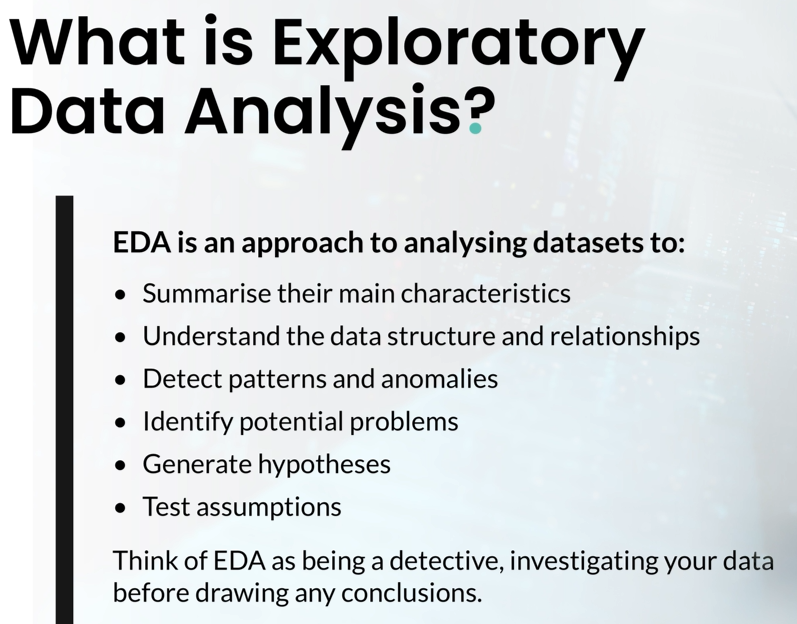 What is Exploratory
Data Analysis?
EDA is an approach to analysing datasets to:
• Summarise their main characteristics
• Understand the data structure and relationships
• Detect patterns and anomalies
• Identify potential problems
• Generate hypotheses
• Test assumptions
Think of EDA as being a detective, investigating your data
before drawing any conclusions.